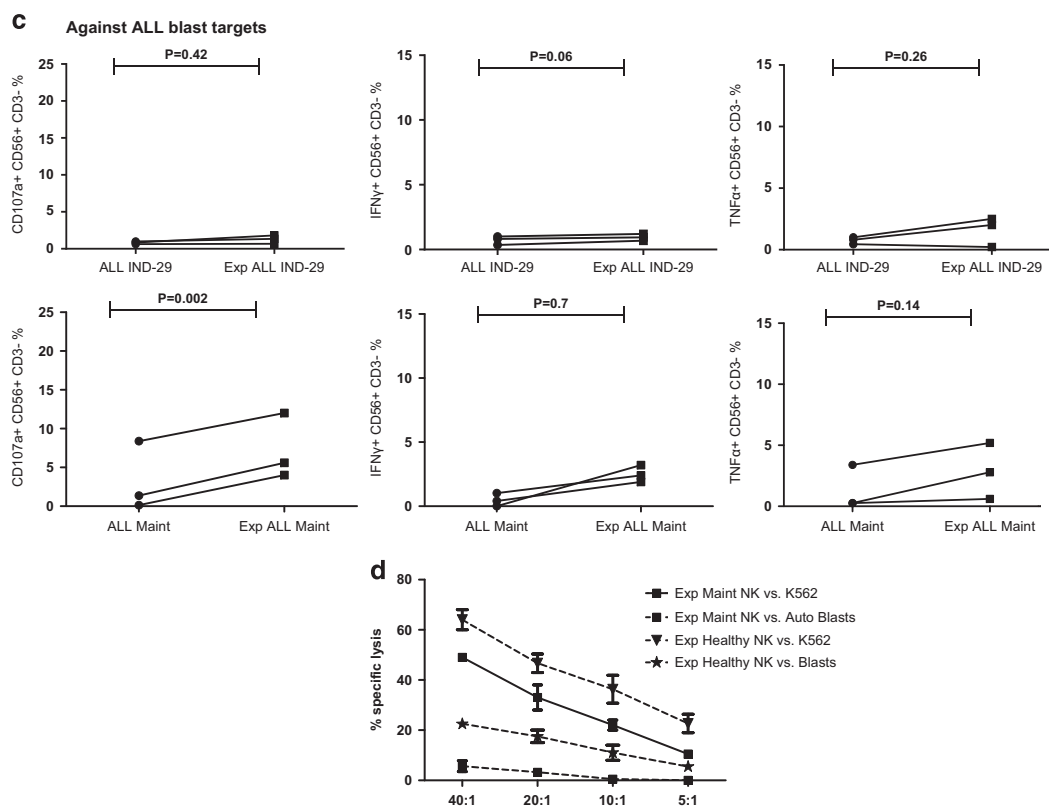 c
Against ALL blast targets
P=0.42
CD107a+ CD56+ CD3- %
25
20
15
10
5
0
ALL IND-29
Exp ALL IND-29
P=0.06
IFNγ+ CD56+ CD3- %
15
10
5
0
ALL IND-29
Exp ALL IND-29
P=0.26
TNFα+ CD56+ CD3- %
15
10
5
0
ALL IND-29
Exp ALL IND-29
P=0.002
CD107a+ CD56+ CD3- %
25
20
15
10
5
0
ALL Maint
Exp ALL Maint
P=0.7
IFNγ+ CD56+ CD3- %
15
10
5
0
ALL Maint
Exp ALL Maint
P=0.14
TNFα+ CD56+ CD3- %
15
10
5
0
ALL Maint
Exp ALL Maint
d
% specific lysis
80
60
40
20
0
40:1
20:1
10:1
5:1
Exp Maint NK vs. K562
Exp Maint NK vs. Auto Blasts
Exp Healthy NK vs. K562
Exp Healthy NK vs. Blasts